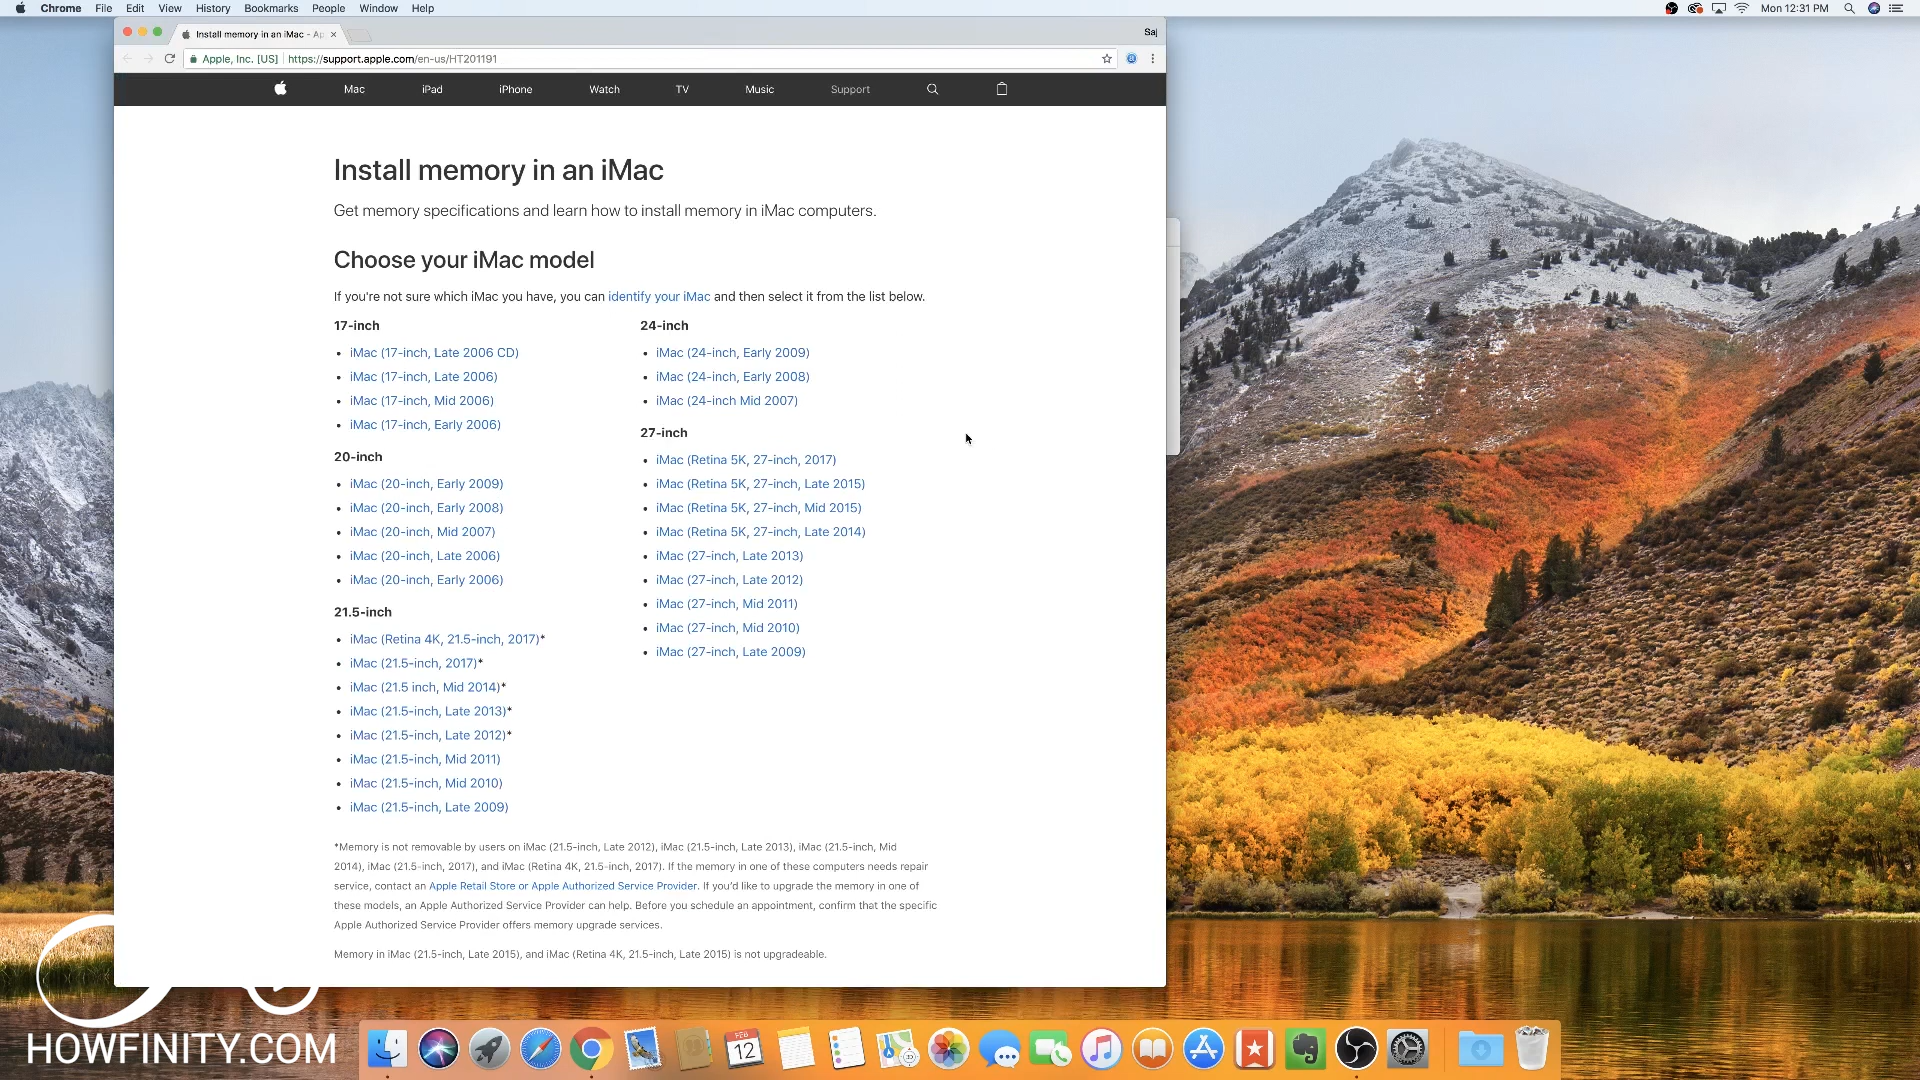 Chrome File Edit View History Bookmarks People Window Help
Mon 12:31 PM
Install memory in an iMac - Ap
Saj
Apple, Inc. [US] https://support.apple.com/en-us/HT201191
Mac iPad iPhone Watch TV Music Support
Install memory in an iMac
Get memory specifications and learn how to install memory in iMac computers.
Choose your iMac model
If you're not sure which iMac you have, you can identify your iMac and then select it from the list below.
17-inch
• iMac (17-inch, Late 2006 CD)
• iMac (17-inch, Late 2006)
• iMac (17-inch, Mid 2006)
• iMac (17-inch, Early 2006)
20-inch
• iMac (20-inch, Early 2009)
• iMac (20-inch, Early 2008)
• iMac (20-inch, Mid 2007)
• iMac (20-inch, Late 2006)
• iMac (20-inch, Early 2006)
21.5-inch
• iMac (Retina 4K, 21.5-inch, 2017)*
• iMac (21.5-inch, 2017)*
• iMac (21.5 inch, Mid 2014)*
• iMac (21.5-inch, Late 2013)*
• iMac (21.5-inch, Late 2012)*
• iMac (21.5-inch, Mid 2011)
• iMac (21.5-inch, Mid 2010)
• iMac (21.5-inch, Late 2009)
24-inch
• iMac (24-inch, Early 2009)
• iMac (24-inch, Early 2008)
• iMac (24-inch Mid 2007)
27-inch
• iMac (Retina 5K, 27-inch, 2017)
• iMac (Retina 5K, 27-inch, Late 2015)
• iMac (Retina 5K, 27-inch, Mid 2015)
• iMac (Retina 5K, 27-inch, Late 2014)
• iMac (27-inch, Late 2013)
• iMac (27-inch, Late 2012)
• iMac (27-inch, Mid 2011)
• iMac (27-inch, Mid 2010)
• iMac (27-inch, Late 2009)
*Memory is not removable by users on iMac (21.5-inch, Late 2012), iMac (21.5-inch, Late 2013), iMac (21.5-inch, Mid
2014), iMac (21.5-inch, 2017), and iMac (Retina 4K, 21.5-inch, 2017). If the memory in one of these computers needs repair
service, contact an Apple Retail Store or Apple Authorized Service Provider. If you'd like to upgrade the memory in one of
these models, an Apple Authorized Service Provider can help. Before you schedule an appointment, confirm that the specific
Apple Authorized Service Provider offers memory upgrade services.
Memory in iMac (21.5-inch, Late 2015), and iMac (Retina 4K, 21.5-inch, Late 2015) is not upgradeable.
HOWFINITY.COM
FEB
12